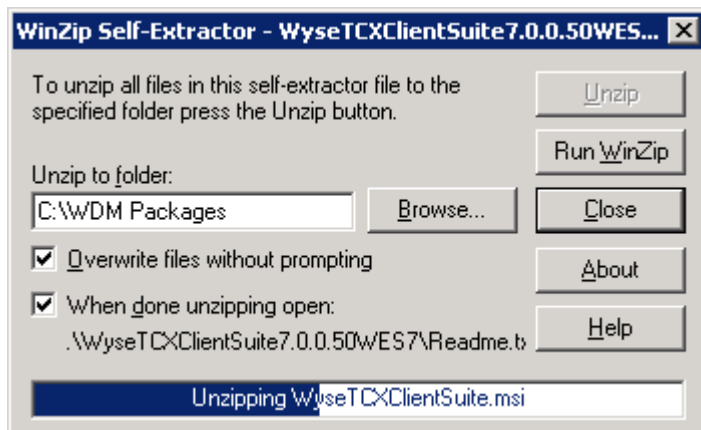 WinZip Self-Extractor - WyseTCXClientSuite7.0.0.50WES...
To unzip all files in this self-extractor file to the
specified folder press the Unzip button.
Unzip
Run WinZip
Unzip to folder:
C:\WDM Packages
Browse...
Close
Overwrite files without prompting
About
When done unzipping open:
.\WyseTCXClientSuite7.0.0.50WES7\Readme.t
Help
Unzipping WyseTCXClientSuite.msi